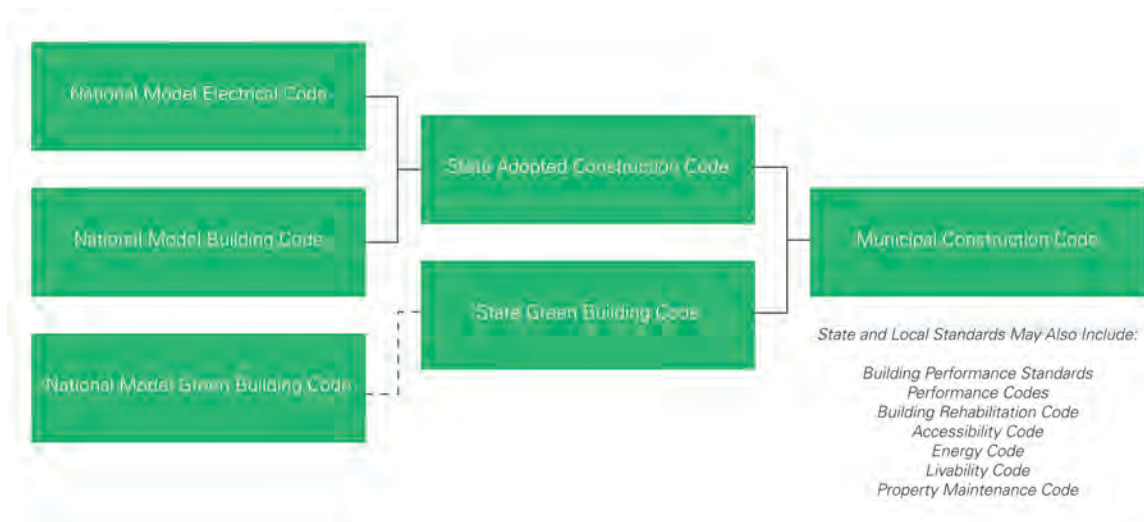 National Model Electrical Code
National Model Building Code
National Model Green Building Code
State Adopted Construction Code
State Green Building Code
Municipal Construction Code
State and Local Standards May Also Include:
Building Performance Standards
Performance Codes
Building Rehabilitation Code
Accessibility Code
Energy Code
Livability Code
Property Maintenance Code